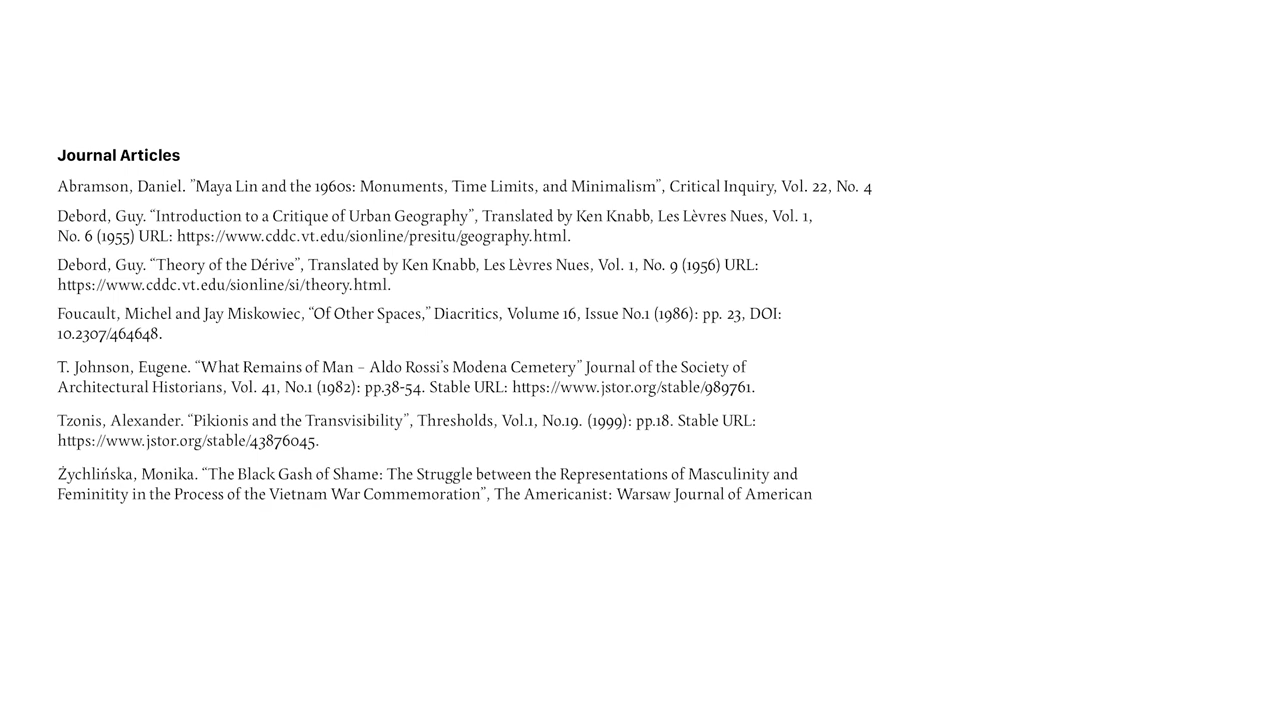 Journal Articles
Abramson, Daniel. ”Maya Lin and the 1960s: Monuments, Time Limits, and Minimalism”, Critical Inquiry, Vol. 22, No. 4
Debord, Guy. “Introduction to a Critique of Urban Geography”, Translated by Ken Knabb, Les Lèvres Nues, Vol. 1,
No. 6 (1955) URL: https://www.cddc.vt.edu/sionline/presitu/geography.html.
Debord, Guy. “Theory of the Dérive”, Translated by Ken Knabb, Les Lèvres Nues, Vol. 1, No. 9 (1956) URL:
https://www.cddc.vt.edu/sionline/si/theory.html.
Foucault, Michel and Jay Miskowiec, “Of Other Spaces,” Diacritics, Volume 16, Issue No.1 (1986): pp. 23, DOI:
10.2307/464648.
T. Johnson, Eugene. “What Remains of Man – Aldo Rossi’s Modena Cemetery” Journal of the Society of
Architectural Historians, Vol. 41, No.1 (1982): pp.38-54. Stable URL: https://www.jstor.org/stable/989761.
Tzonis, Alexander. “Pikionis and the Transvisibility”, Thresholds, Vol.1, No.19. (1999): pp.18. Stable URL:
https://www.jstor.org/stable/43876045.
Żychlińska, Monika. “The Black Gash of Shame: The Struggle between the Representations of Masculinity and
Feminitity in the Process of the Vietnam War Commemoration”, The Americanist: Warsaw Journal of American